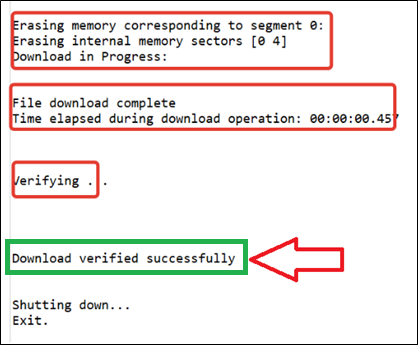 Erasing memory corresponding to segment 0:
Erasing internal memory sectors [0 4]
Download in Progress:
File download complete
Time elapsed during download operation: 00:00:00.457
Verifying ...
Download verified successfully
Shutting down...
Exit.